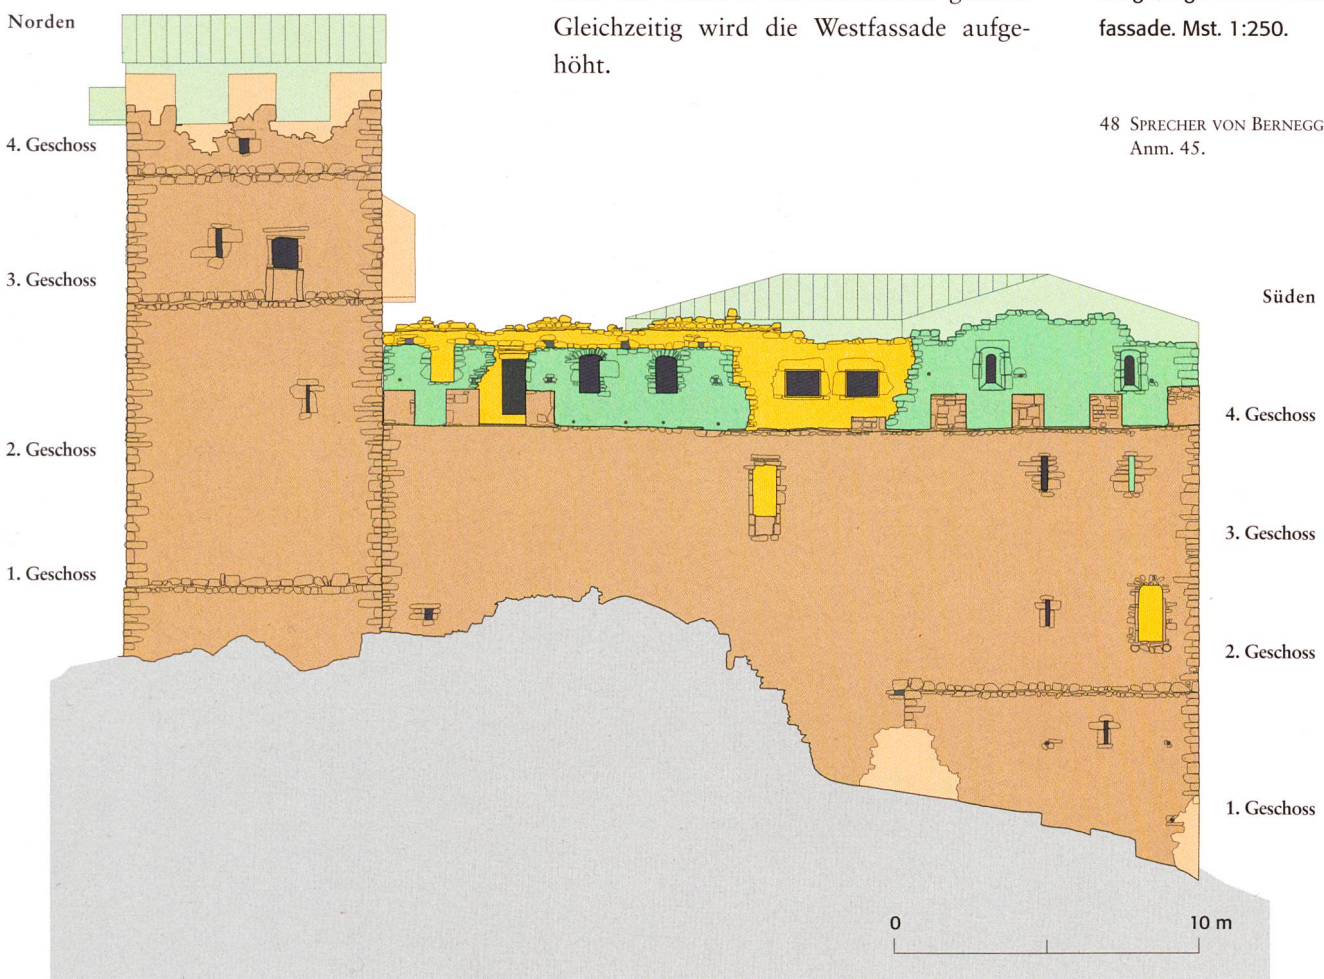 Norden
Gleichzeitig wird die Westfassade aufge-
höht.
fassade. Mst. 1:250.
48 SPRECHER VON BERNEGG
Anm. 45.
4. Geschoss
3. Geschoss
2. Geschoss
1. Geschoss
Süden
4. Geschoss
3. Geschoss
2. Geschoss
1. Geschoss
0 10 m